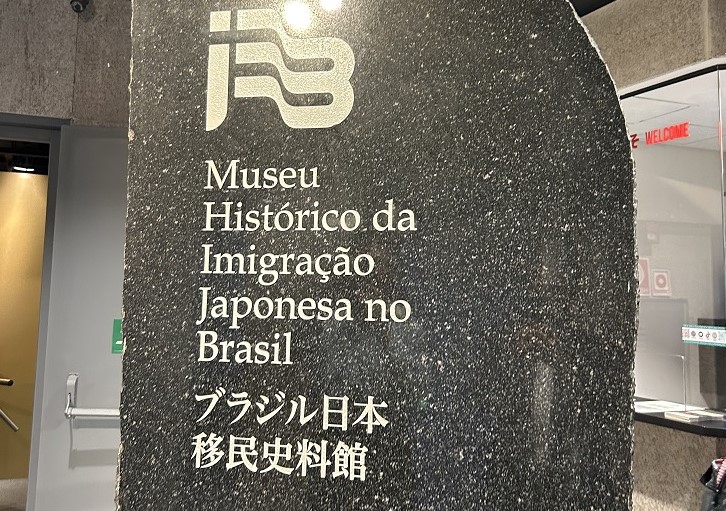 Museu
Histórico da
Imigração
Japonesa no
Brasil
ブラジル日本
移民史料館
WELCOME